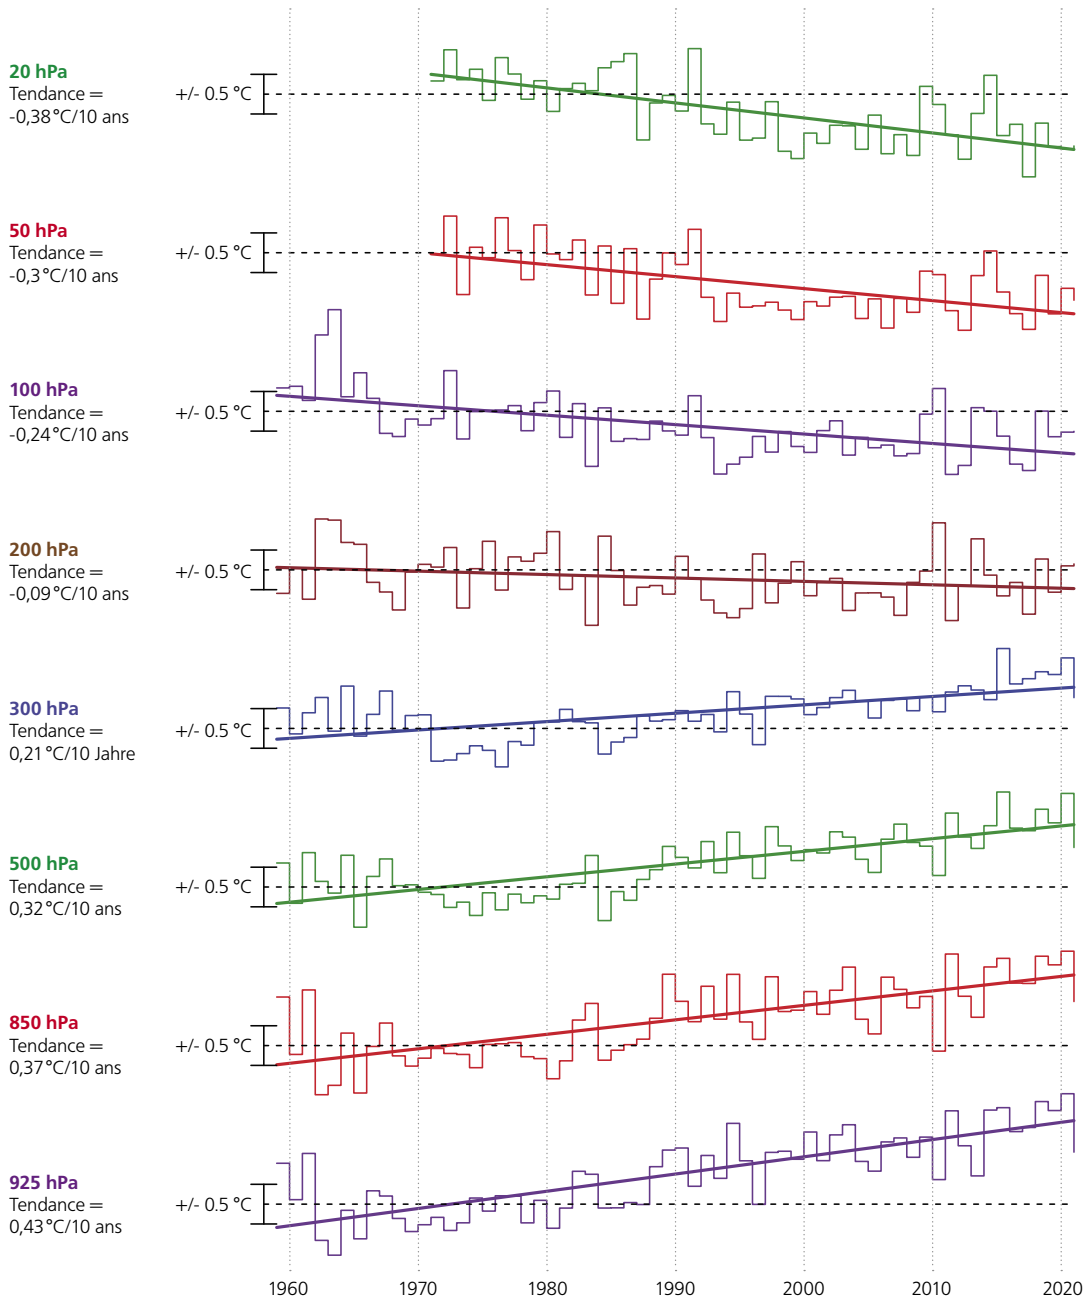 20 hPa
Tendance =
-0,38 °C/10 ans
+/- 0.5 °C
50 hPa
Tendance =
-0,3 °C/10 ans
+/- 0.5 °C
100 hPa
Tendance =
-0,24 °C/10 ans
+/- 0.5 °C
200 hPa
Tendance =
-0,09 °C/10 ans
+/- 0.5 °C
300 hPa
Tendance =
0,21 °C/10 Jahre
+/- 0.5 °C
500 hPa
Tendance =
0,32 °C/10 ans
+/- 0.5 °C
850 hPa
Tendance =
0,37 °C/10 ans
+/- 0.5 °C
925 hPa
Tendance =
0,43 °C/10 ans
+/- 0.5 °C
1960 1970 1980 1990 2000 2010 2020